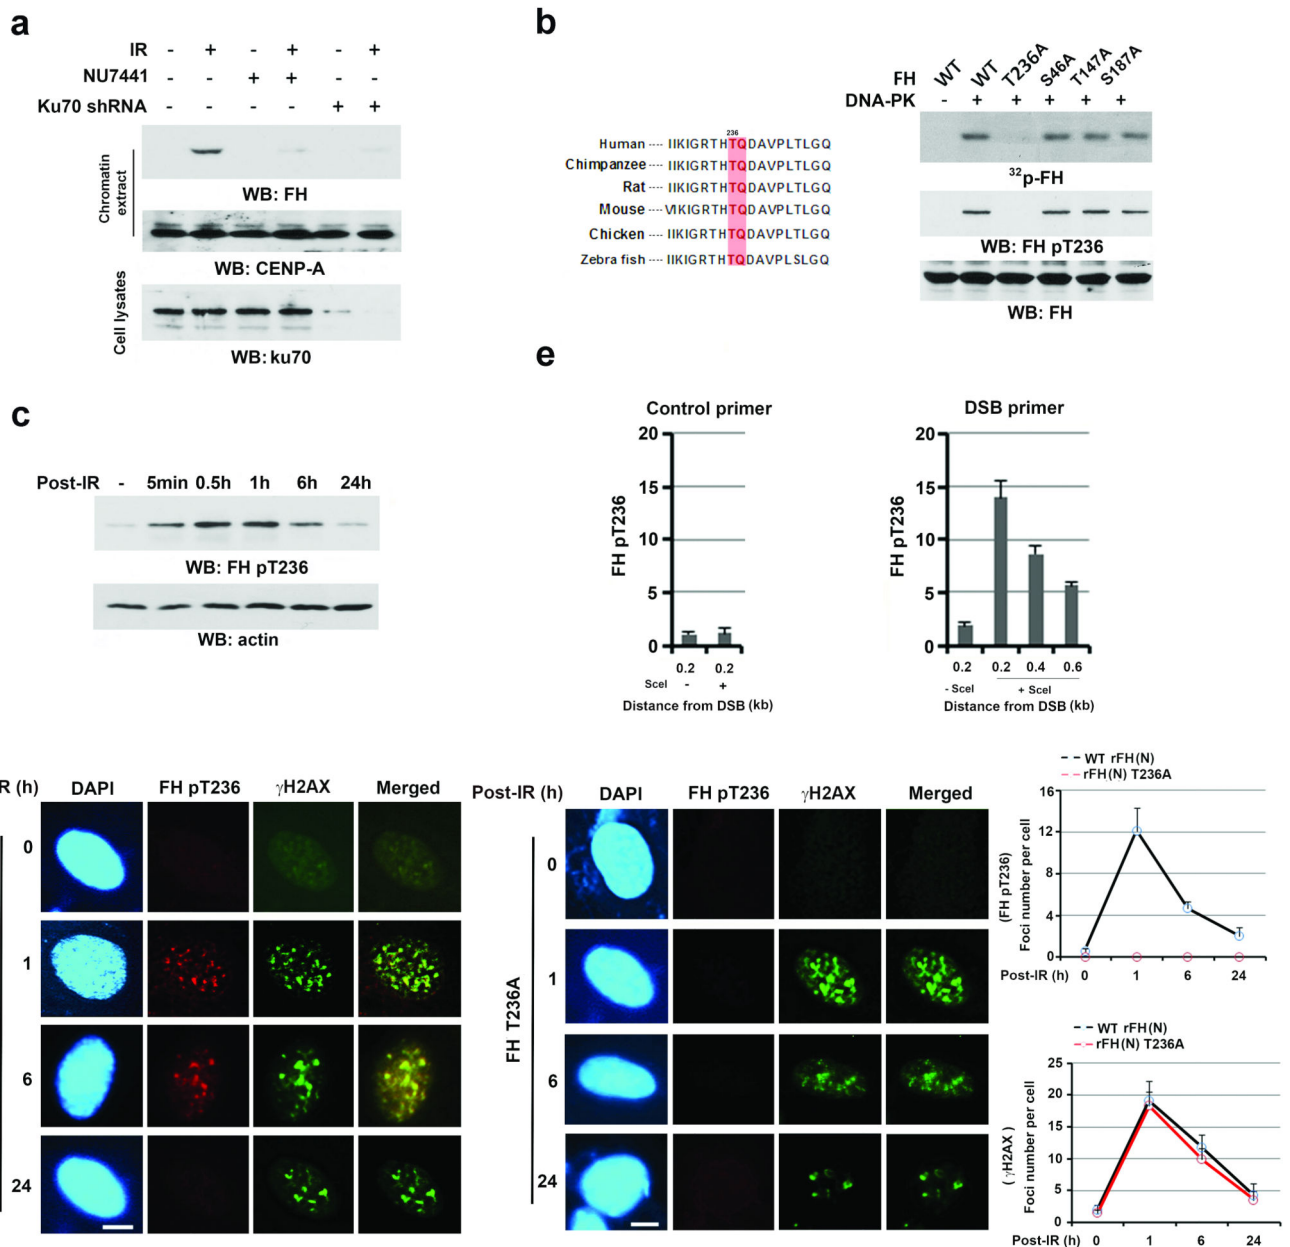 a
IR - + - + - +
NU7441 - - + + - -
Ku70 shRNA - - - - + +
Chromatin extract
WB: FH
WB: CENP-A
Cell lysates
WB: ku70
b
236
Human ---- IIKIGRTHTQDAVPLTLGQ
Chimpanzee ---- IIKIGRTHTQDAVPLTLGQ
Rat ---- IIKIGRTHTQDAVPLTLGQ
Mouse ---- VIKIGRTHTQDAVPLTLGQ
Chicken ---- IIKIGRTHTQDAVPLTLGQ
Zebra fish ---- IIKIGRTHTQDAVPLSLGQ
FH WT WT T236A S46A T147A S187A
DNA-PK - + + + + +
32p-FH
WB: FH pT236
WB: FH
c
Post-IR - 5min 0.5h 1h 6h 24h
WB: FH pT236
WB: actin
e
Control primer
FH pT236
20
15
10
5
0
0.2 0.2
SceI - +
Distance from DSB (kb)
DSB primer
FH pT236
20
15
10
5
0
0.2 0.2 0.4 0.6
- SceI + SceI
Distance from DSB (kb)
R (h) DAPI FH pT236 γH2AX Merged
0
1
6
24
Post-IR (h) DAPI FH pT236 γH2AX Merged
FH T236A
0
1
6
24
WT rFH(N)
rFH(N) T236A
(FH pT236)
Foci number per cell
16
12
8
4
0
Post-IR (h) 0 1 6 24
WT rFH(N)
rFH(N) T236A
(γH2AX)
Foci number per cell
25
20
15
10
5
0
Post-IR (h) 0 1 6 24